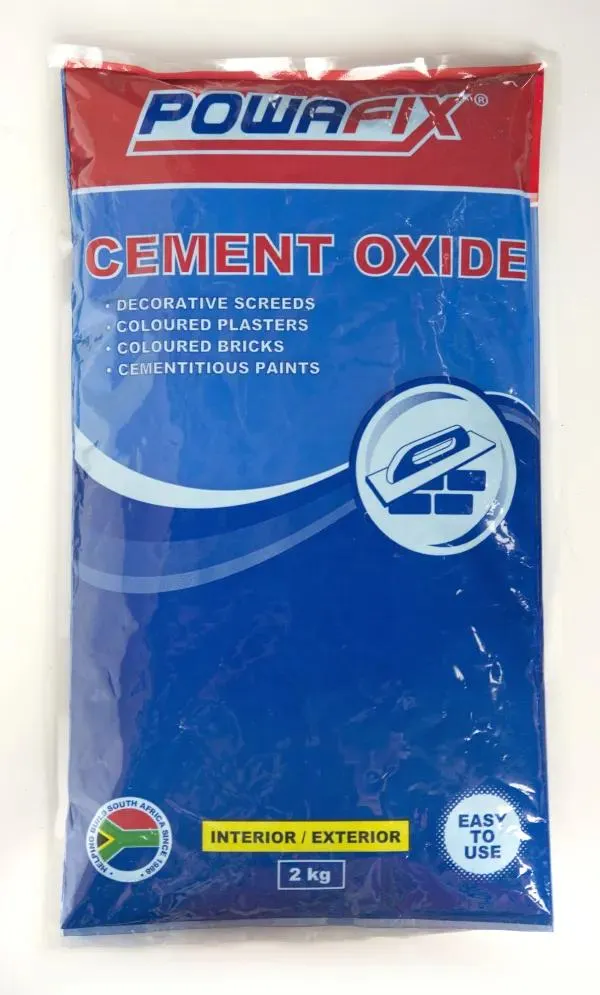 POWAFIX®
CEMENT OXIDE
· DECORATIVE SCREEDS
· COLOURED PLASTERS
· COLOURED BRICKS
· CEMENTITIOUS PAINTS
· HELPING BUILD SOUTH AFRICA SINCE 1986 ·
INTERIOR / EXTERIOR
2 kg
EASY
TO
USE